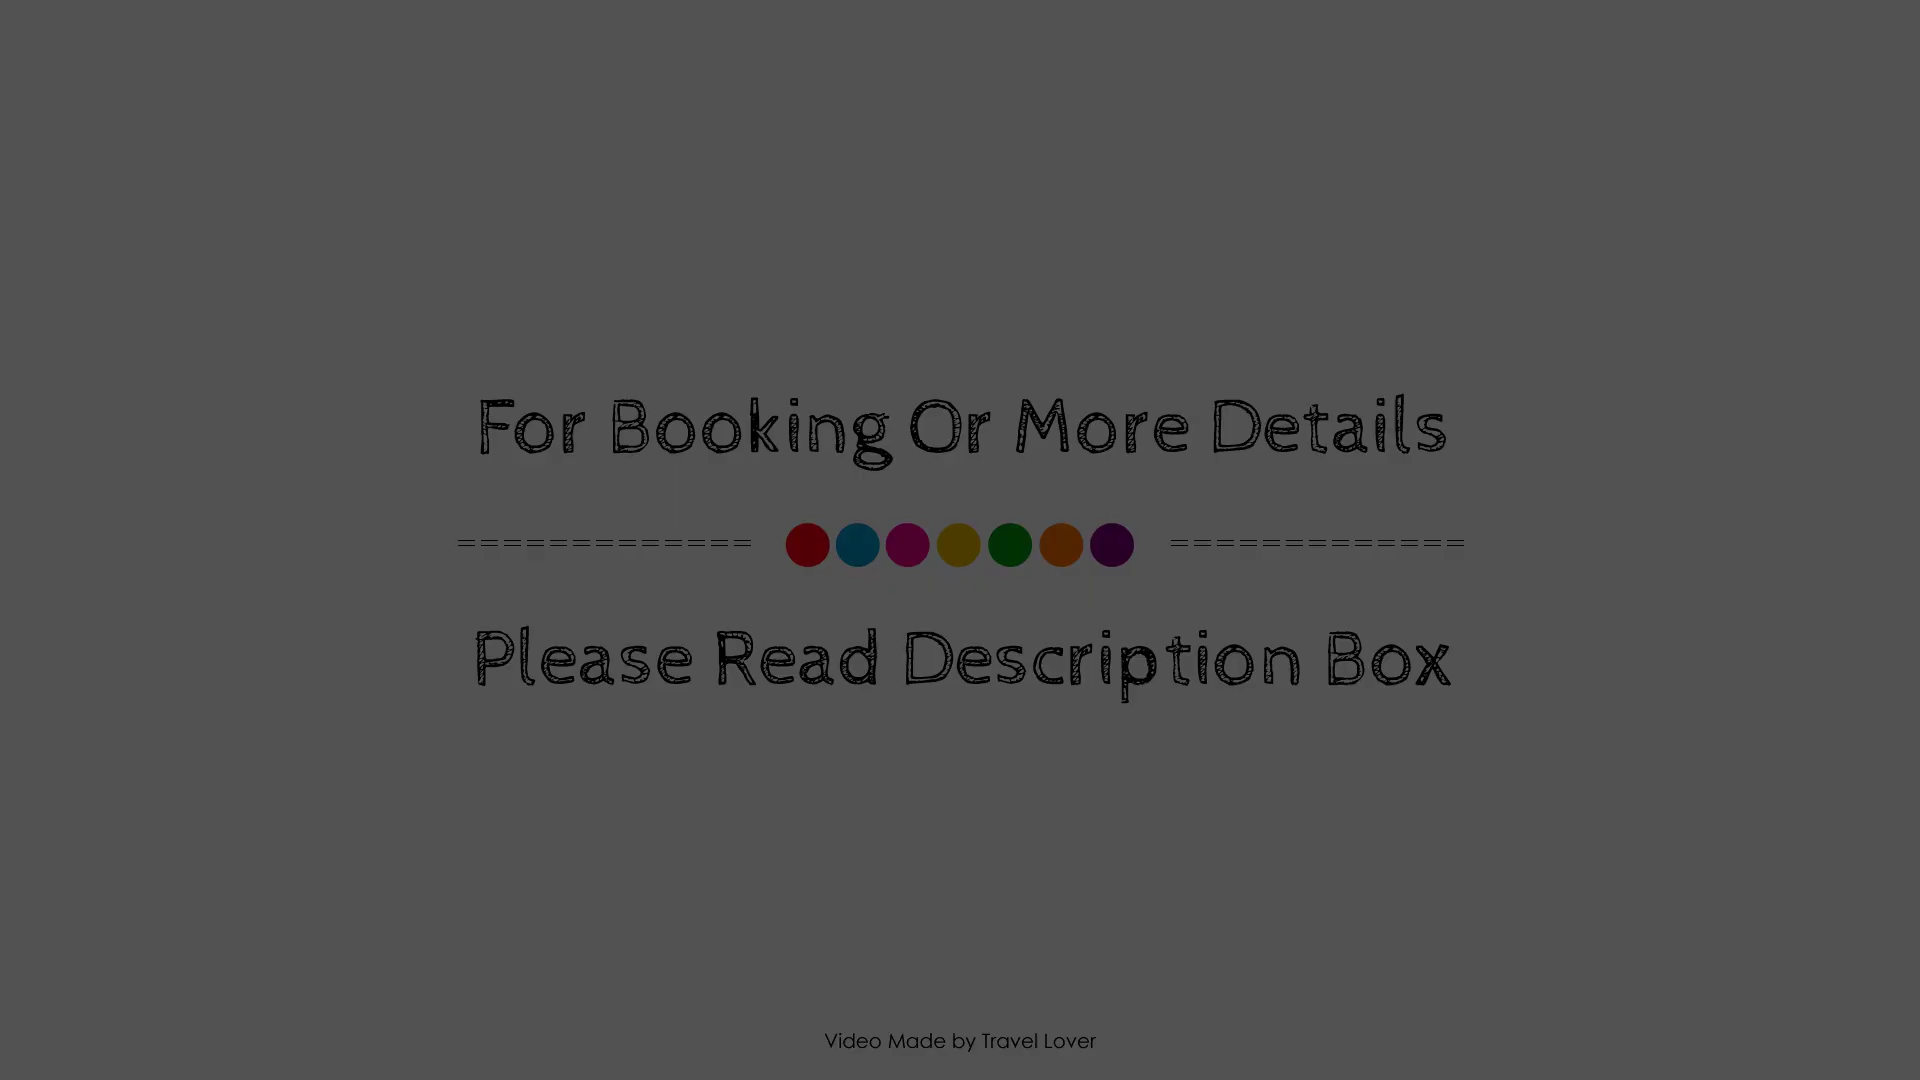 For Booking Or More Details
============= =============
Please Read Description Box
Video Made by Travel Lover